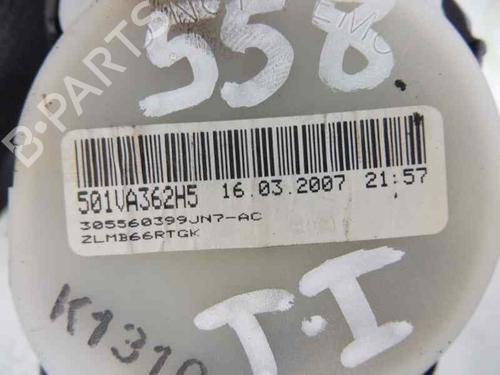 558
501VA362H5 16.03.2007 21:57
305560399JN7-AC
ZLMB66RTGK
T.I
K1310
B-PARTS